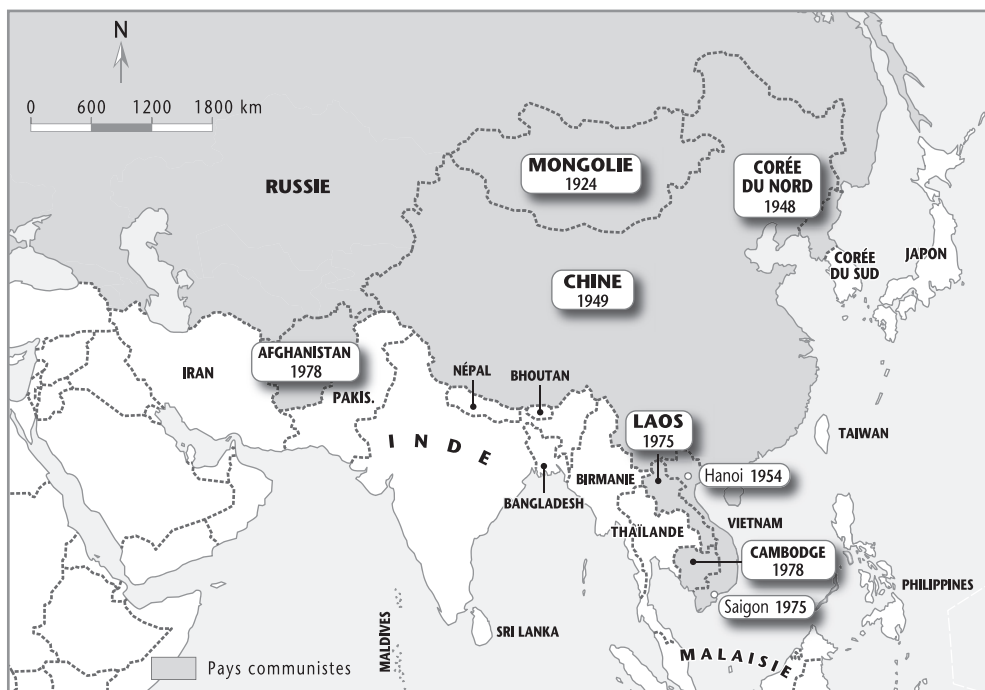 N
0 600 1200 1800 km
RUSSIE
MONGOLIE
1924
CORÉE
DU NORD
1948
CORÉE
DU SUD
JAPON
CHINE
1949
AFGHANISTAN
1978
IRAN
PAKIS.
NÉPAL
BHOUTAN
INDE
LAOS
1975
TAIWAN
BIRMANIE
Hanoi 1954
BANGLADESH
THAÏLANDE
VIETNAM
CAMBODGE
1978
PHILIPPINES
Saigon 1975
SRI LANKA
MALDIVES
MALAISIE
Pays communistes